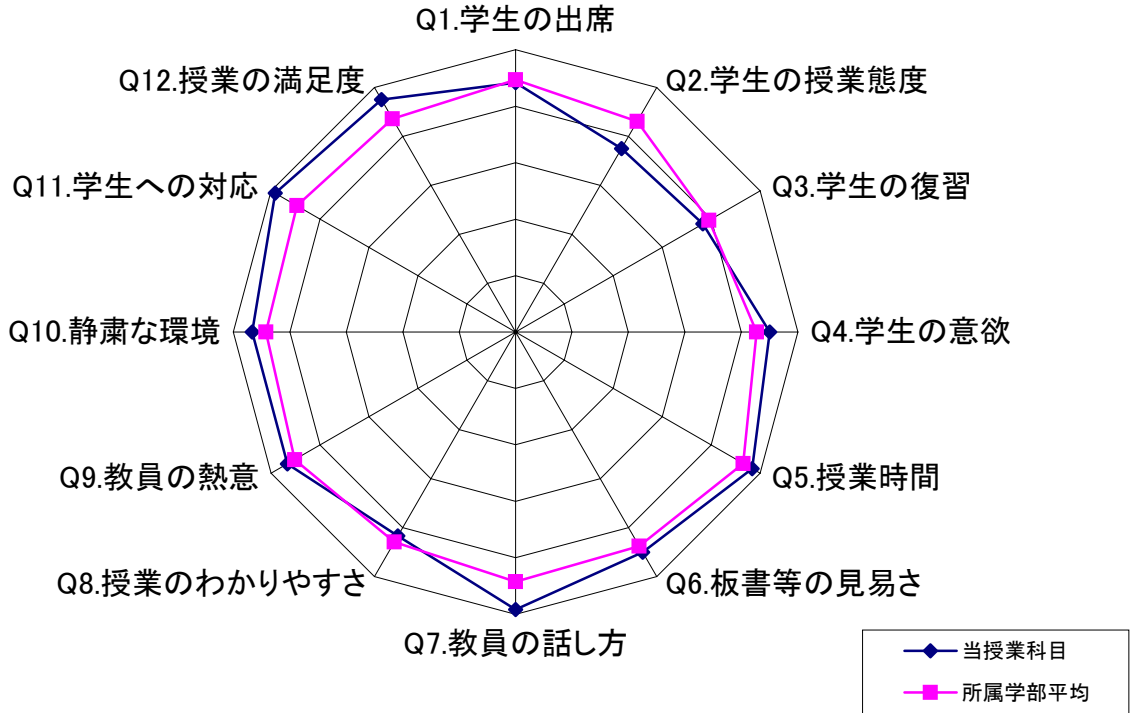 Q1.学生の出席
Q2.学生の授業態度
Q3.学生の復習
Q4.学生の意欲
Q5.授業時間
Q6.板書等の見易さ
Q7.教員の話し方
Q8.授業のわかりやすさ
Q9.教員の熱意
Q10.静粛な環境
Q11.学生への対応
Q12.授業の満足度
当授業科目
所属学部平均